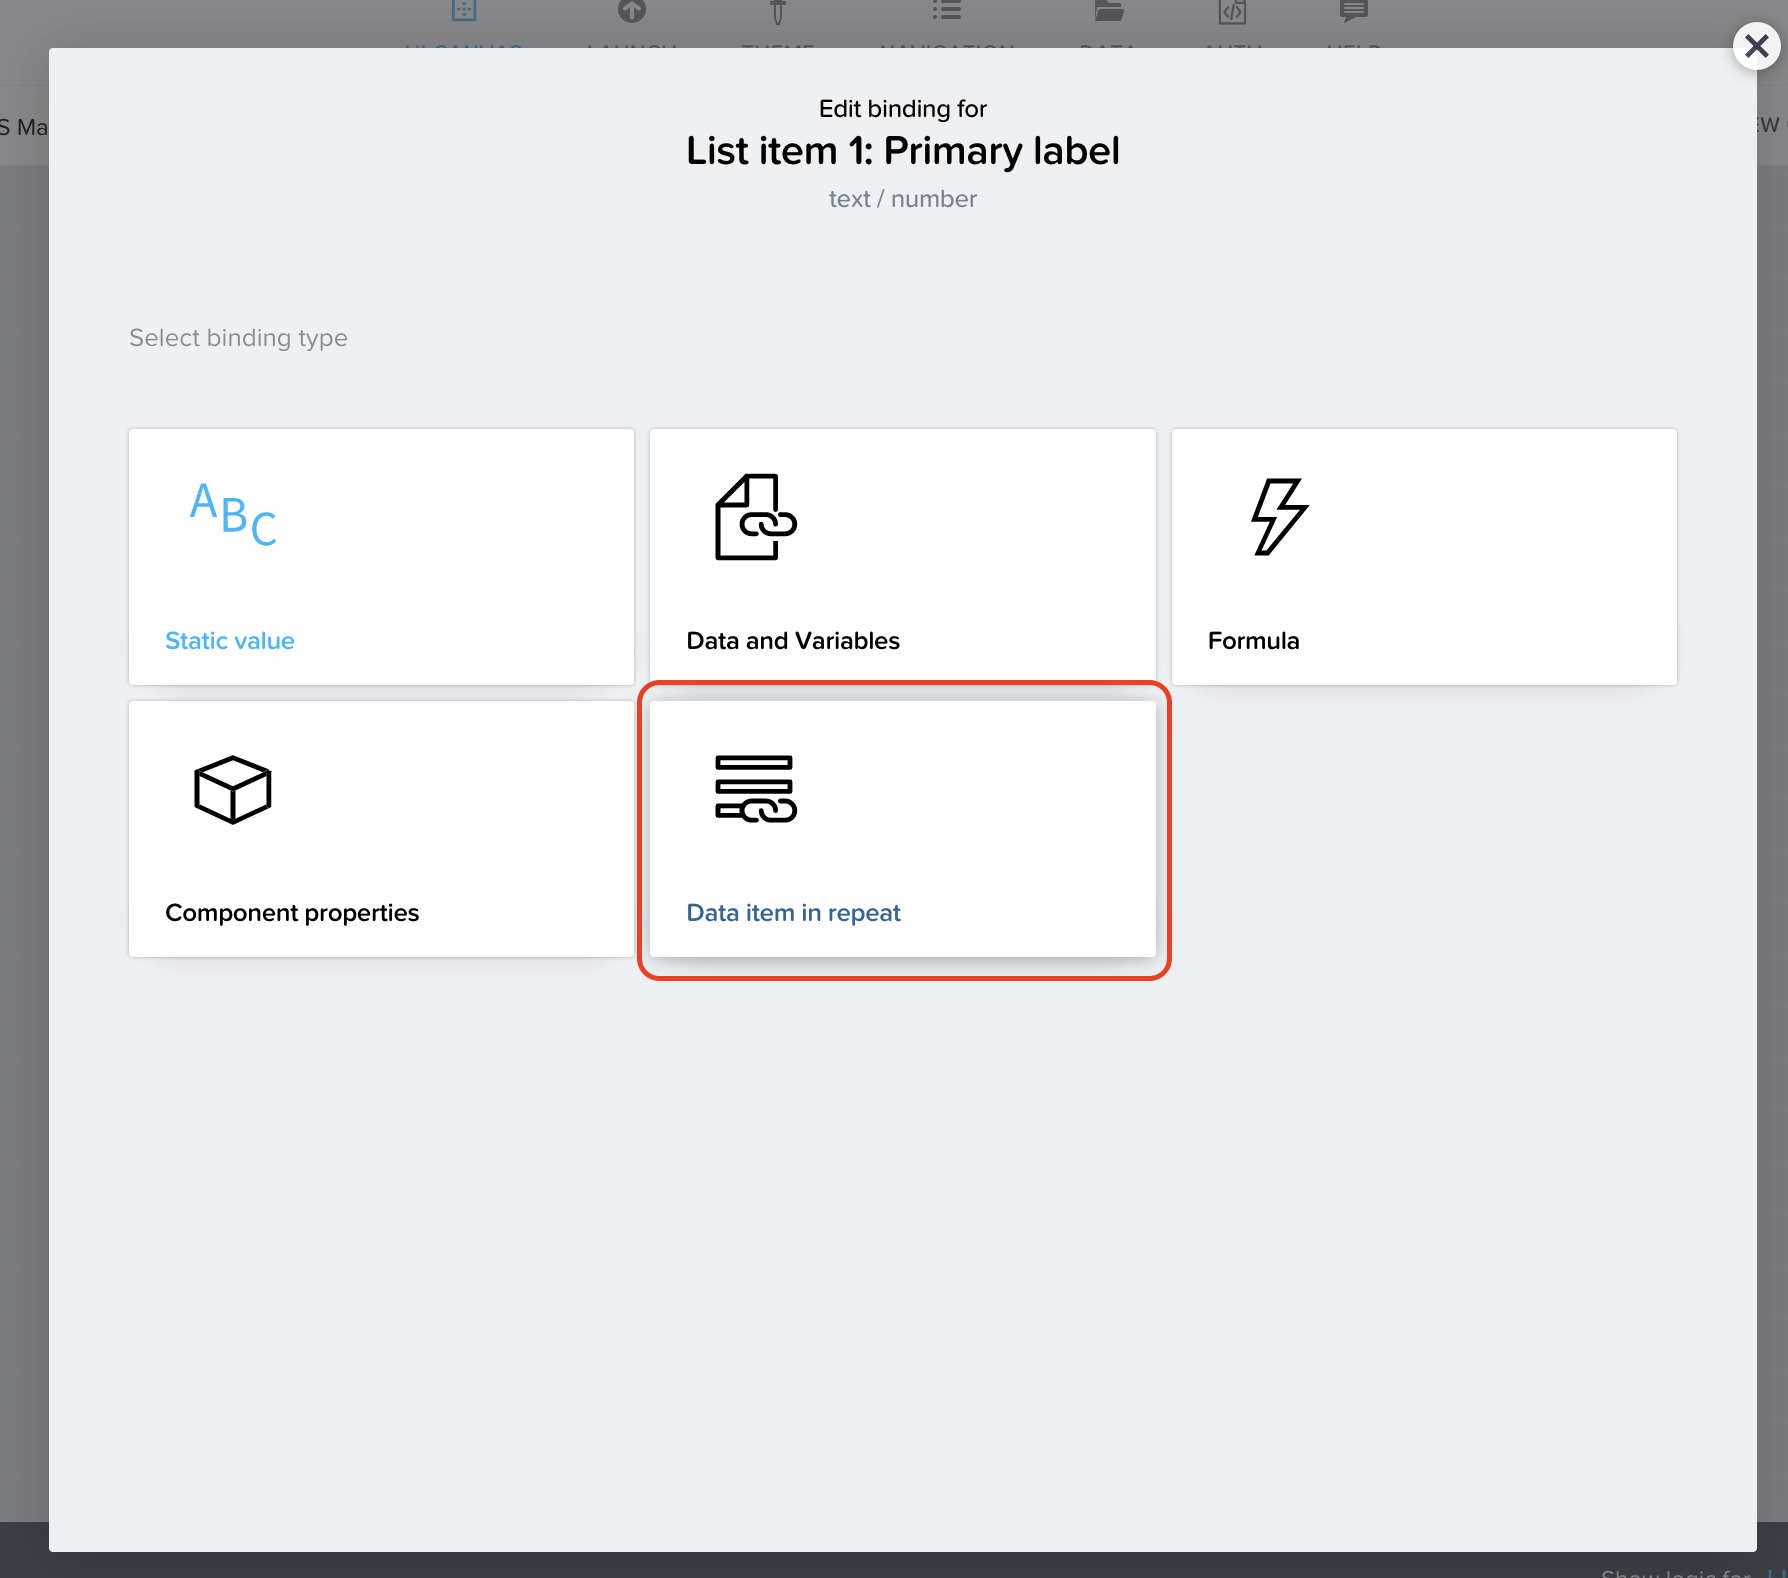 S Ma
EW
Edit binding for
List item 1: Primary label
text / number
Select binding type
ABC
Static value
Data and Variables
Formula
Component properties
Data item in repeat
Show logic for